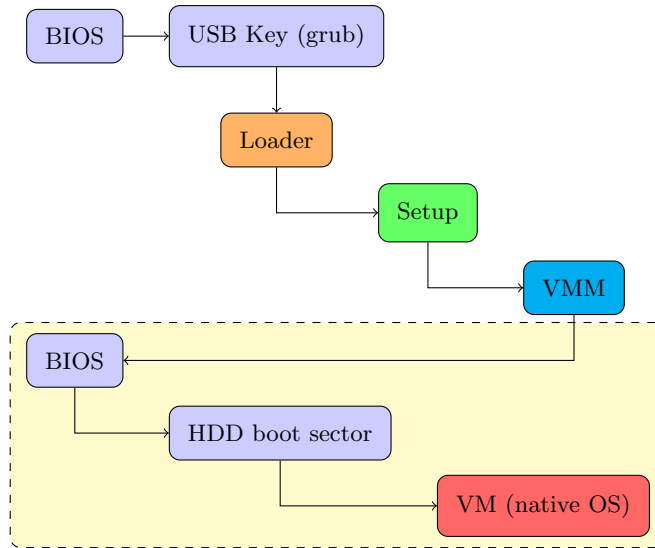 BIOS
USB Key (grub)
Loader
Setup
VMM
BIOS
HDD boot sector
VM (native OS)